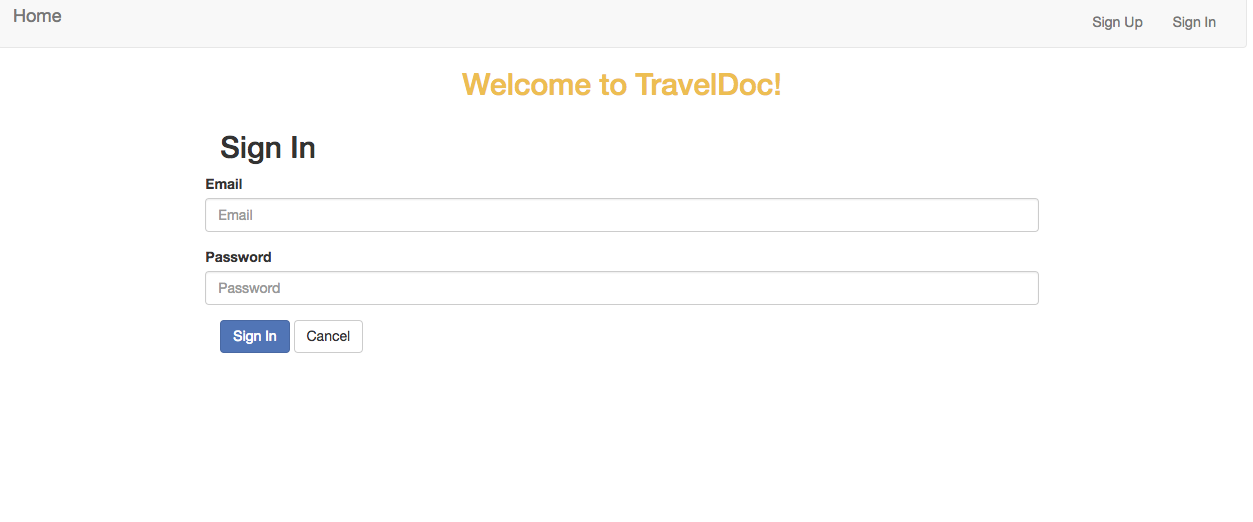 Home
Sign Up Sign In
Welcome to TravelDoc!
Sign In
Email
Email
Password
Password
Sign In Cancel